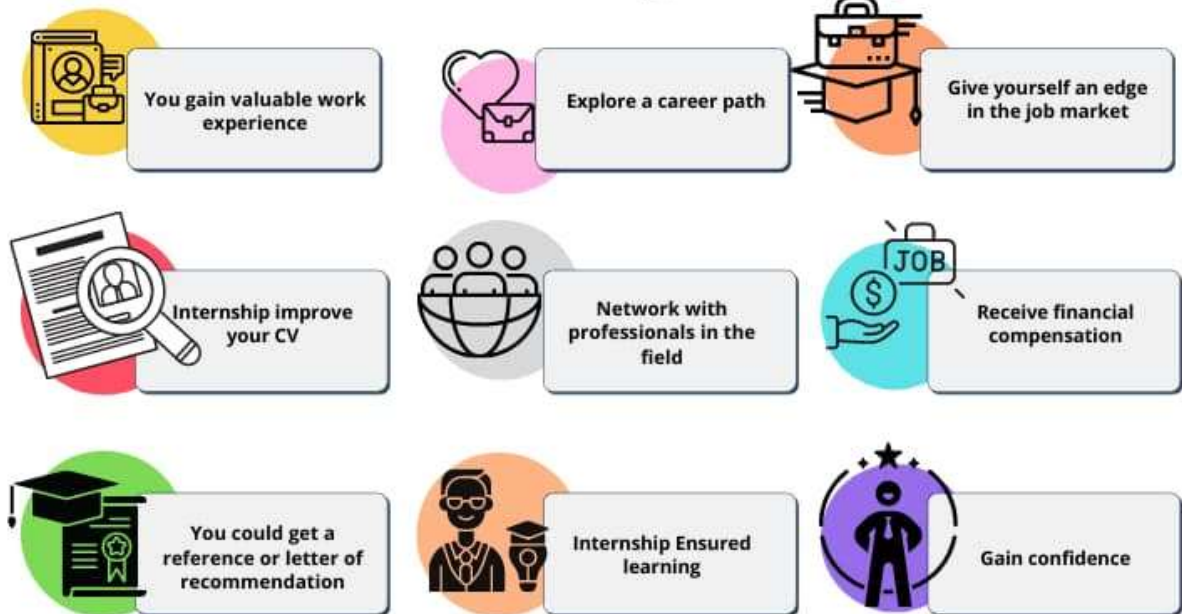 You gain valuable work
experience
Explore a career path
Give yourself an edge
in the job market
Internship improve
your CV
Network with
professionals in the
field
JOB
$
Receive financial
compensation
You could get a
reference or letter of
recommendation
Internship Ensured
learning
Gain confidence